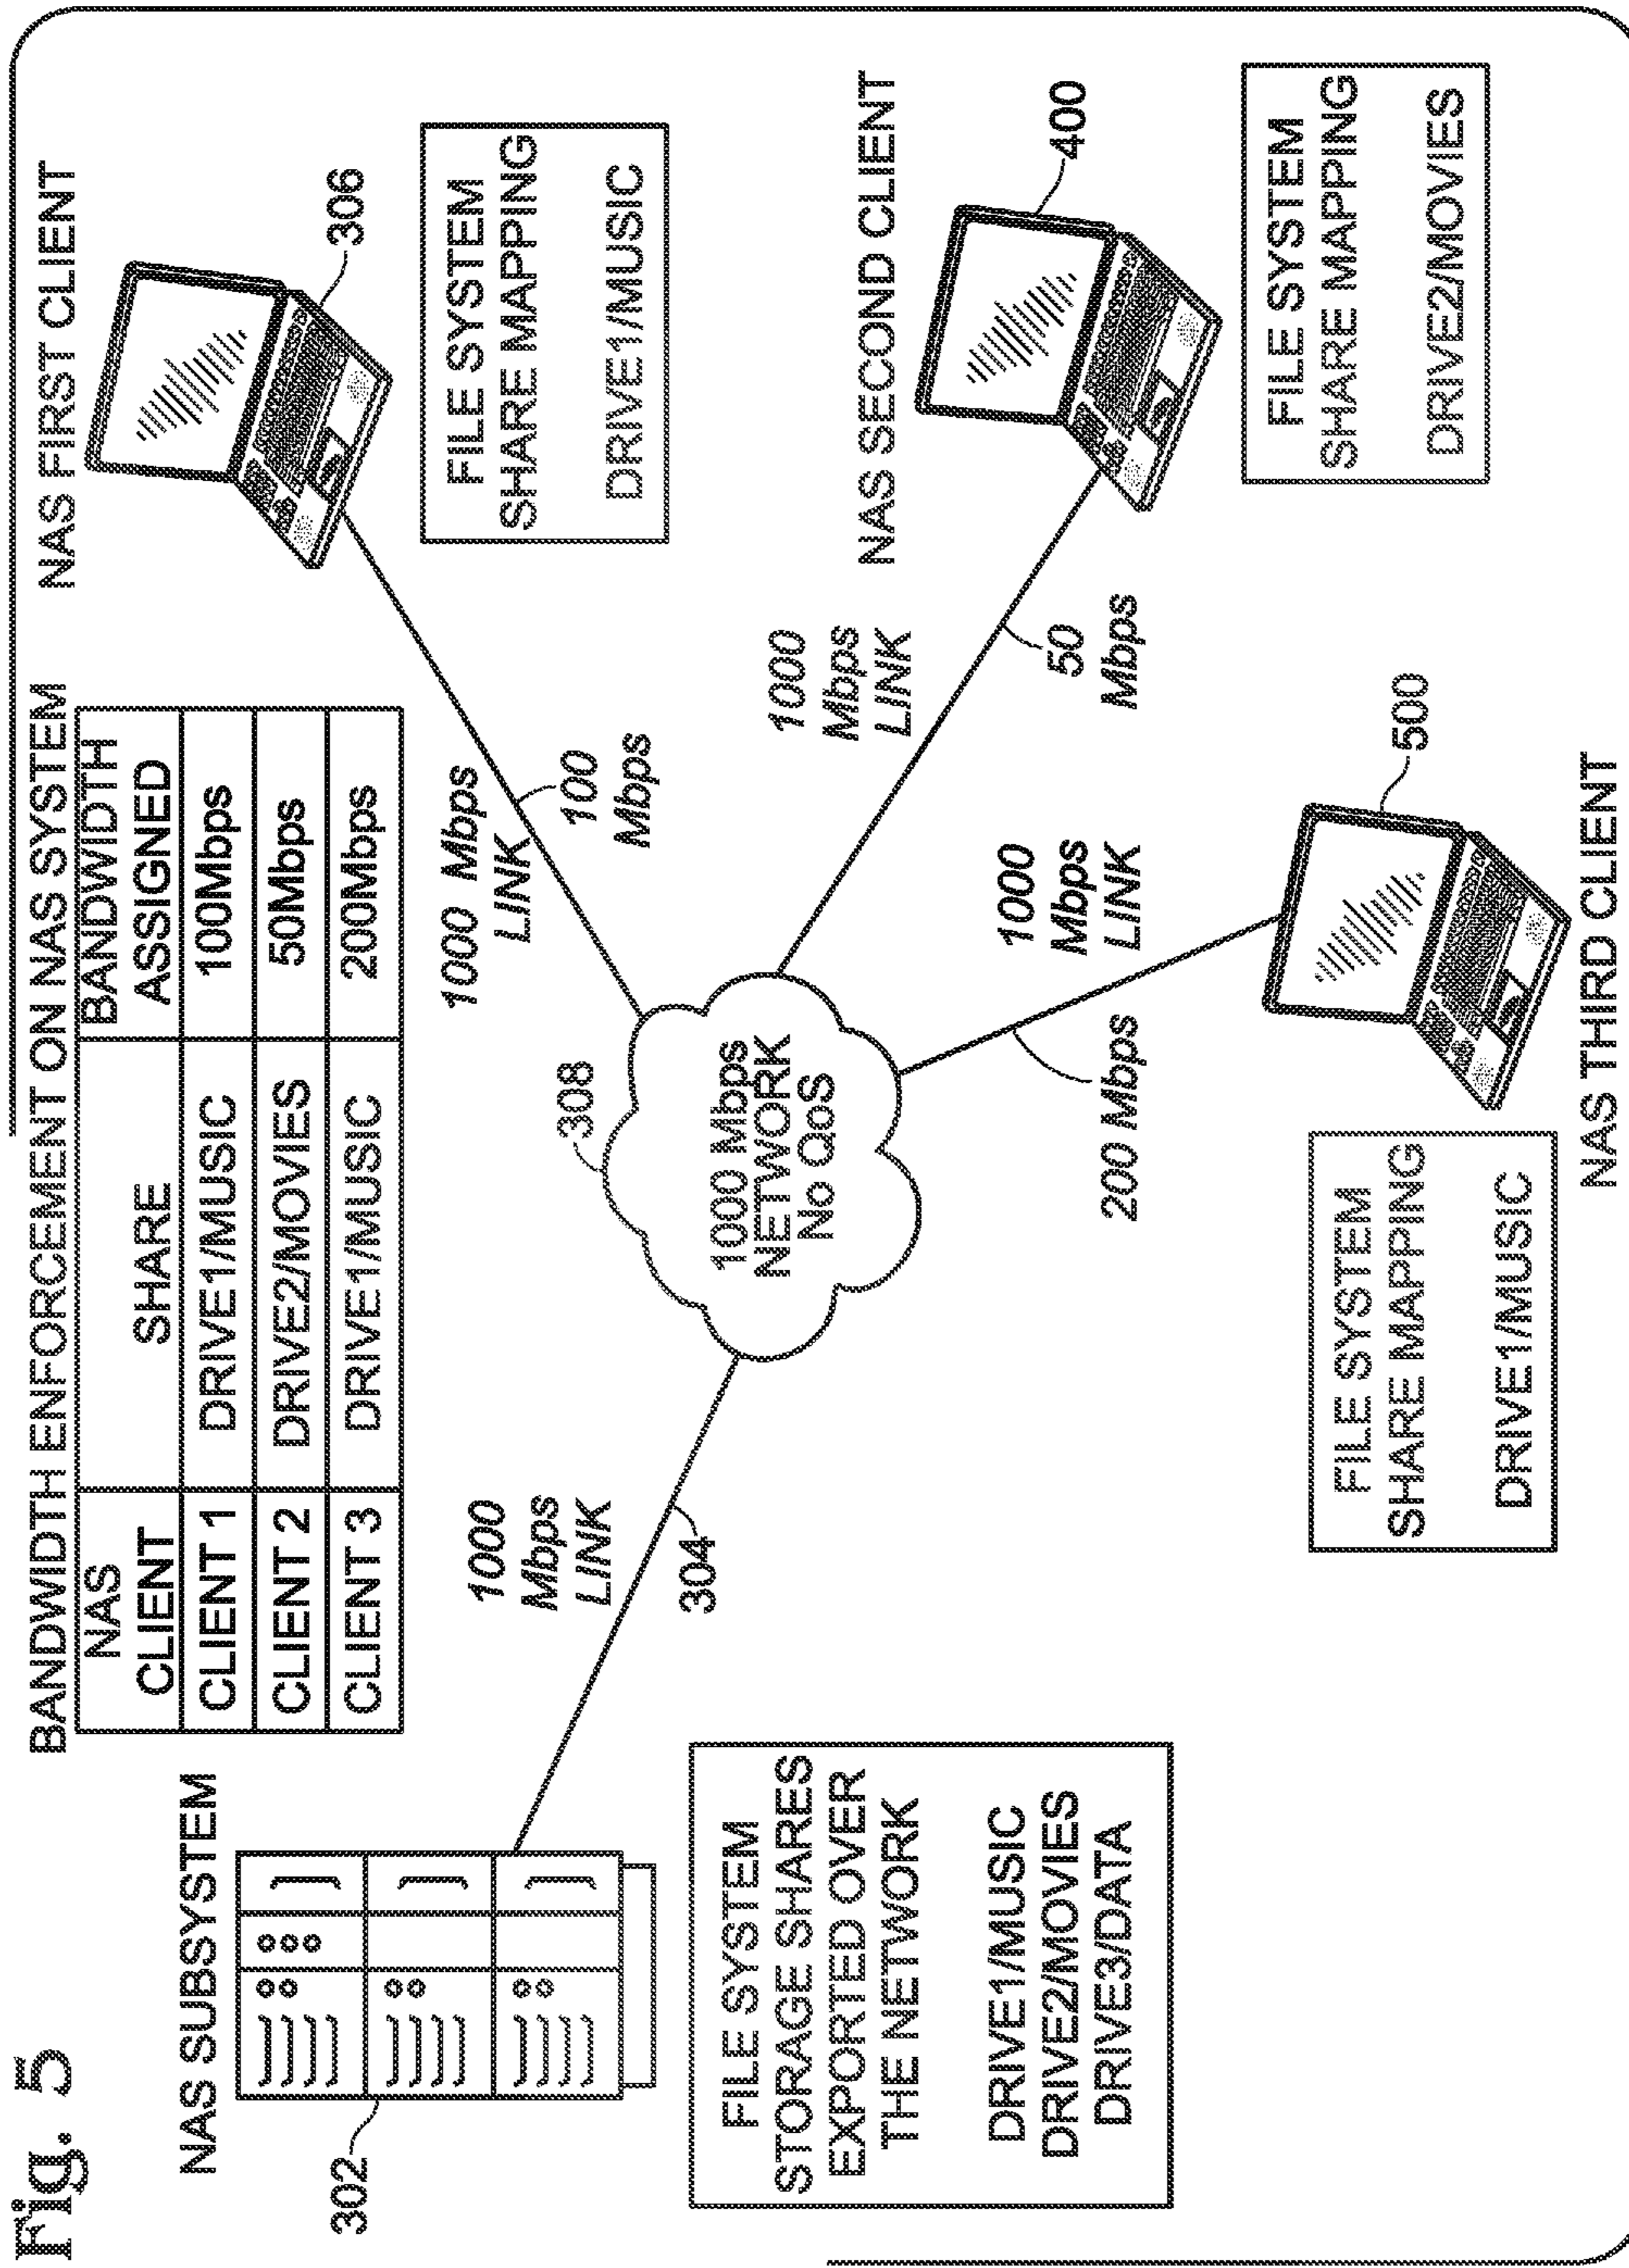 Fig. 5
BANDWIDTH ENFORCEMENT ON NAS SYSTEM
NAS CLIENT SHARE BANDWIDTH ASSIGNED
CLIENT 1 DRIVE1/MUSIC 100Mbps
CLIENT 2 DRIVE2/MOVIES 50Mbps
CLIENT 3 DRIVE1/MUSIC 200Mbps
NAS SUBSYSTEM
302
FILE SYSTEM
STORAGE SHARES
EXPORTED OVER
THE NETWORK
DRIVE1/MUSIC
DRIVE2/MOVIES
DRIVE3/DATA
1000
Mbps
LINK
304
308
1000 Mbps
NETWORK
No QoS
1000 Mbps
LINK
100
Mbps
NAS FIRST CLIENT
306
FILE SYSTEM
SHARE MAPPING
DRIVE1/MUSIC
1000
Mbps
LINK
50
Mbps
NAS SECOND CLIENT
400
FILE SYSTEM
SHARE MAPPING
DRIVE2/MOVIES
1000
Mbps
LINK
200 Mbps
500
FILE SYSTEM
SHARE MAPPING
DRIVE1/MUSIC
NAS THIRD CLIENT